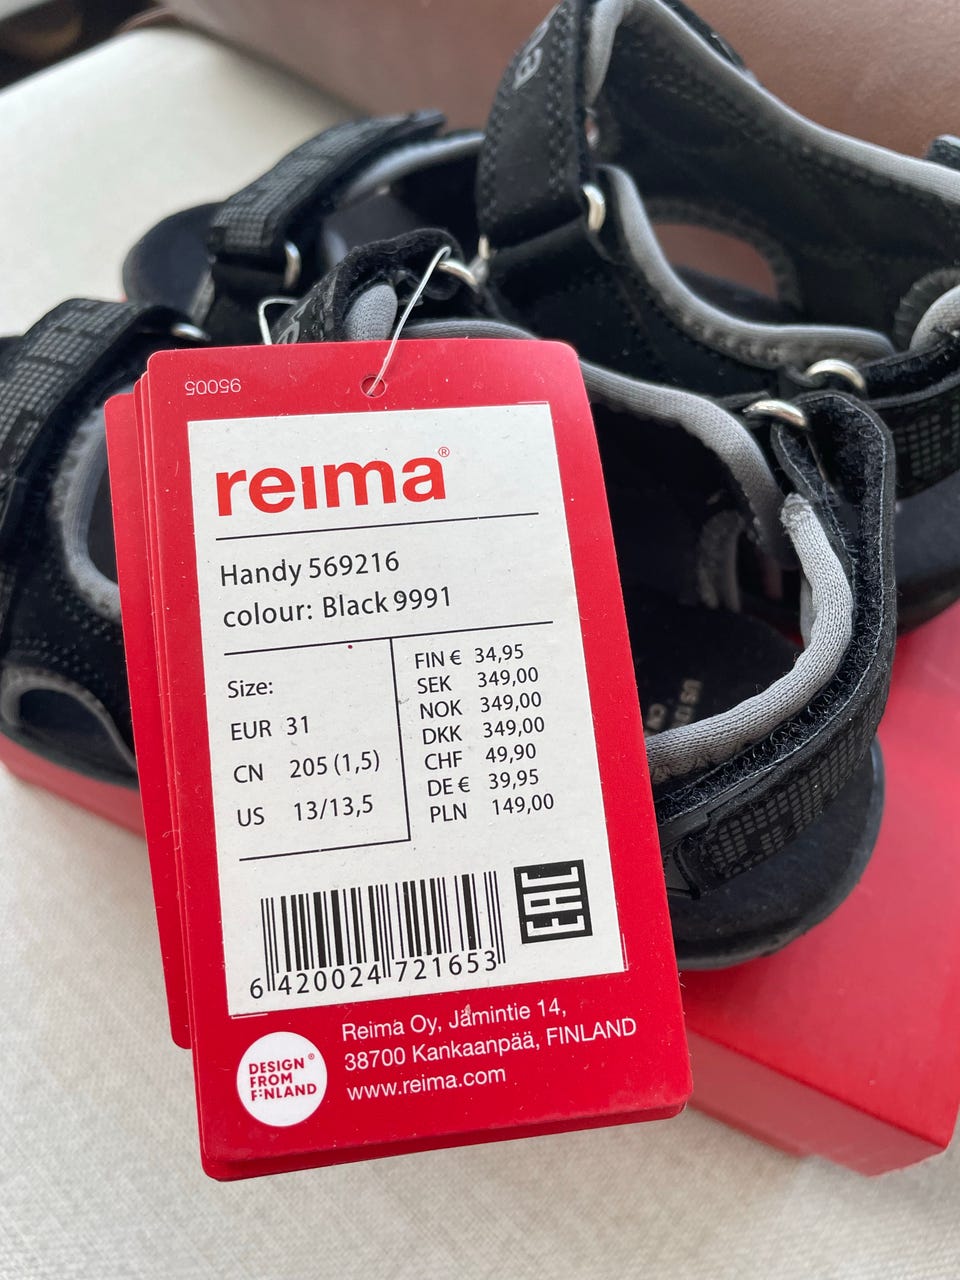 95005
reima®
Handy 569216
colour: Black 9991
Size:
EUR 31
CN 205 (1,5)
US 13/13,5
FIN € 34,95
SEK 349,00
NOK 349,00
DKK 349,00
CHF 49,90
DE € 39,95
PLN 149,00
EAC
6 420024 721653
DESIGN ®
FROM
F:NLAND
Reima Oy, Jämintie 14,
38700 Kankaanpää, FINLAND
www.reima.com